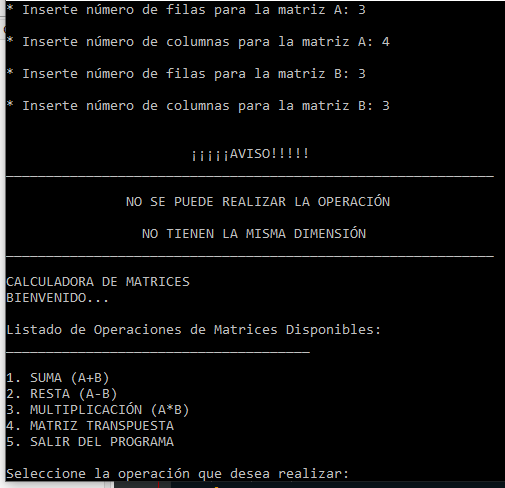 * Inserte número de filas para la matriz A: 3
* Inserte número de columnas para la matriz A: 4
* Inserte número de filas para la matriz B: 3
* Inserte número de columnas para la matriz B: 3
¡¡¡¡¡AVISO!!!!!
NO SE PUEDE REALIZAR LA OPERACIÓN
NO TIENEN LA MISMA DIMENSIÓN
CALCULADORA DE MATRICES
BIENVENIDO...
Listado de Operaciones de Matrices Disponibles:
1. SUMA (A+B)
2. RESTA (A-B)
3. MULTIPLICACIÓN (A*B)
4. MATRIZ TRANSPUESTA
5. SALIR DEL PROGRAMA
Seleccione la operación que desea realizar: